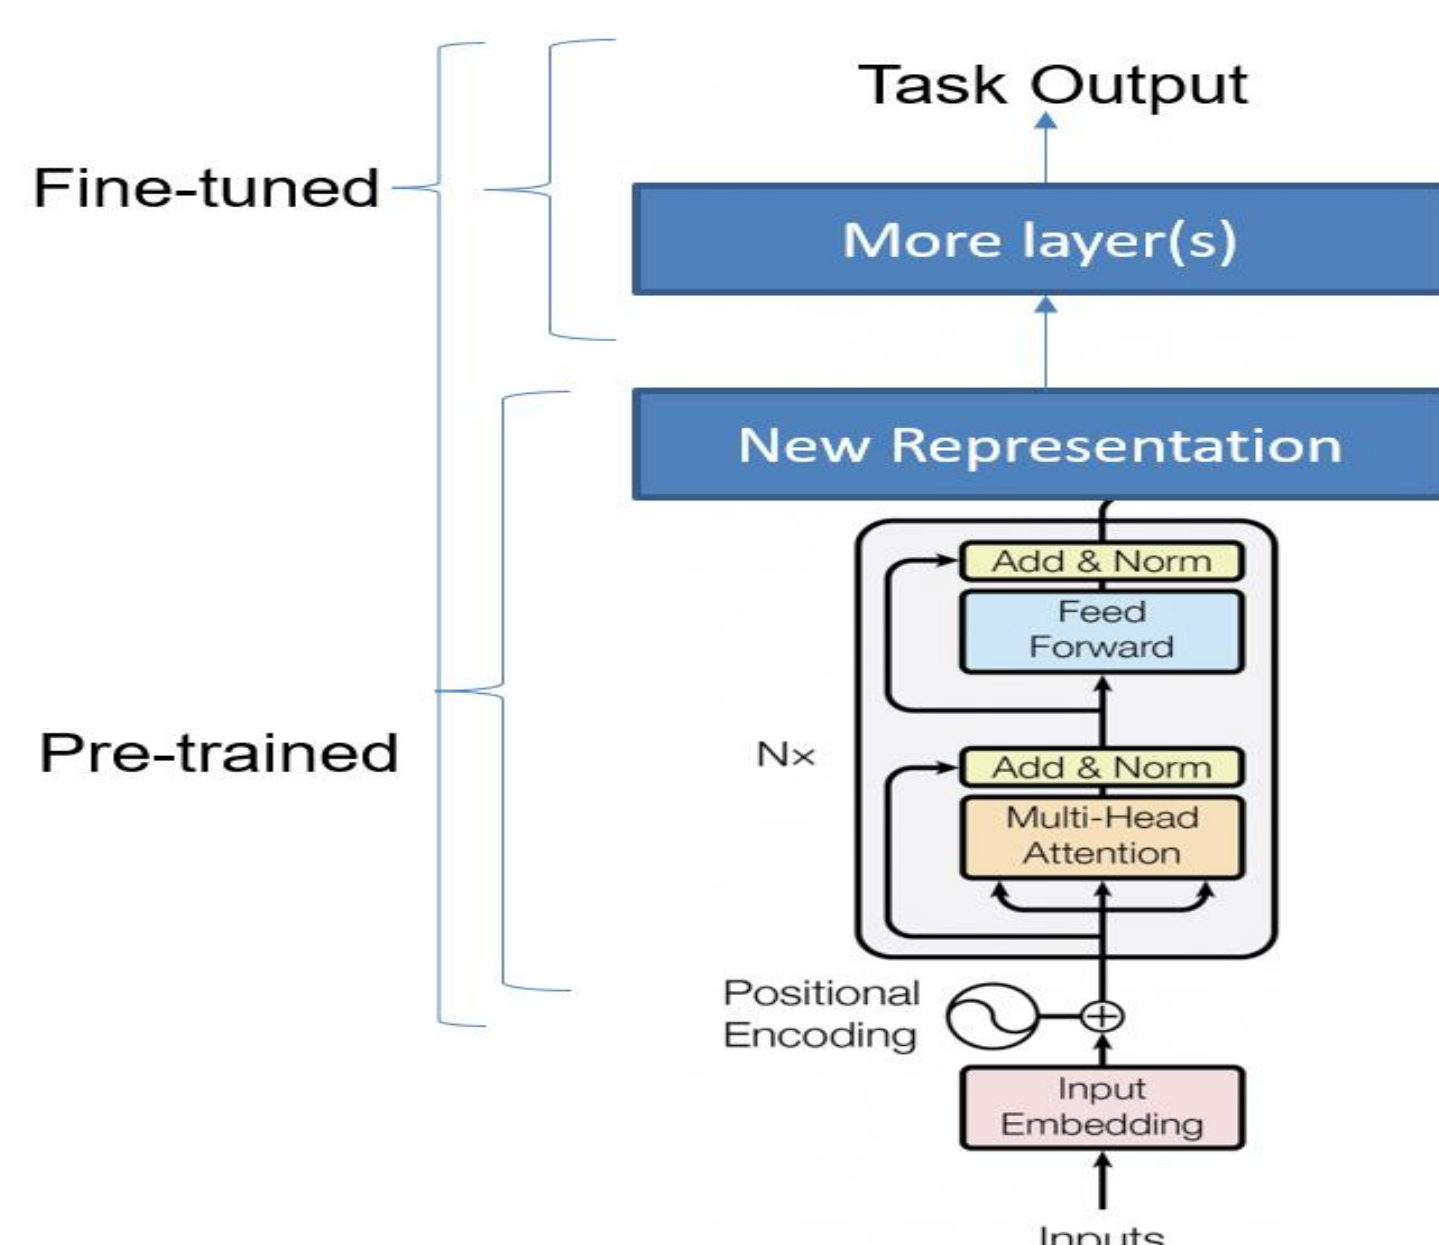 Task Output
Fine-tuned
More layer(s)
New Representation
Add & Norm
Feed
Forward
Pre-trained
Nx
Add & Norm
Multi-Head
Attention
Positional
Encoding
Input
Embedding
Inputs